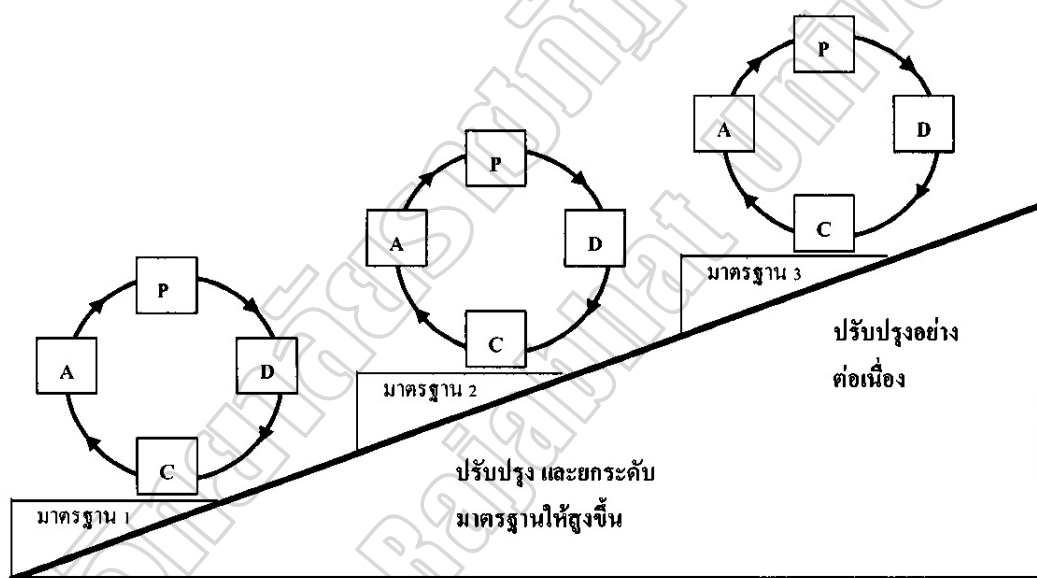 P
A
D
C
มาตรฐาน 1
P
A
D
C
มาตรฐาน 2
P
A
D
C
มาตรฐาน 3
ปรับปรุง และยกระดับ
มาตรฐานให้สูงขึ้น
ปรับปรุงอย่าง
ต่อเนื่อง
Rajabhat Univ